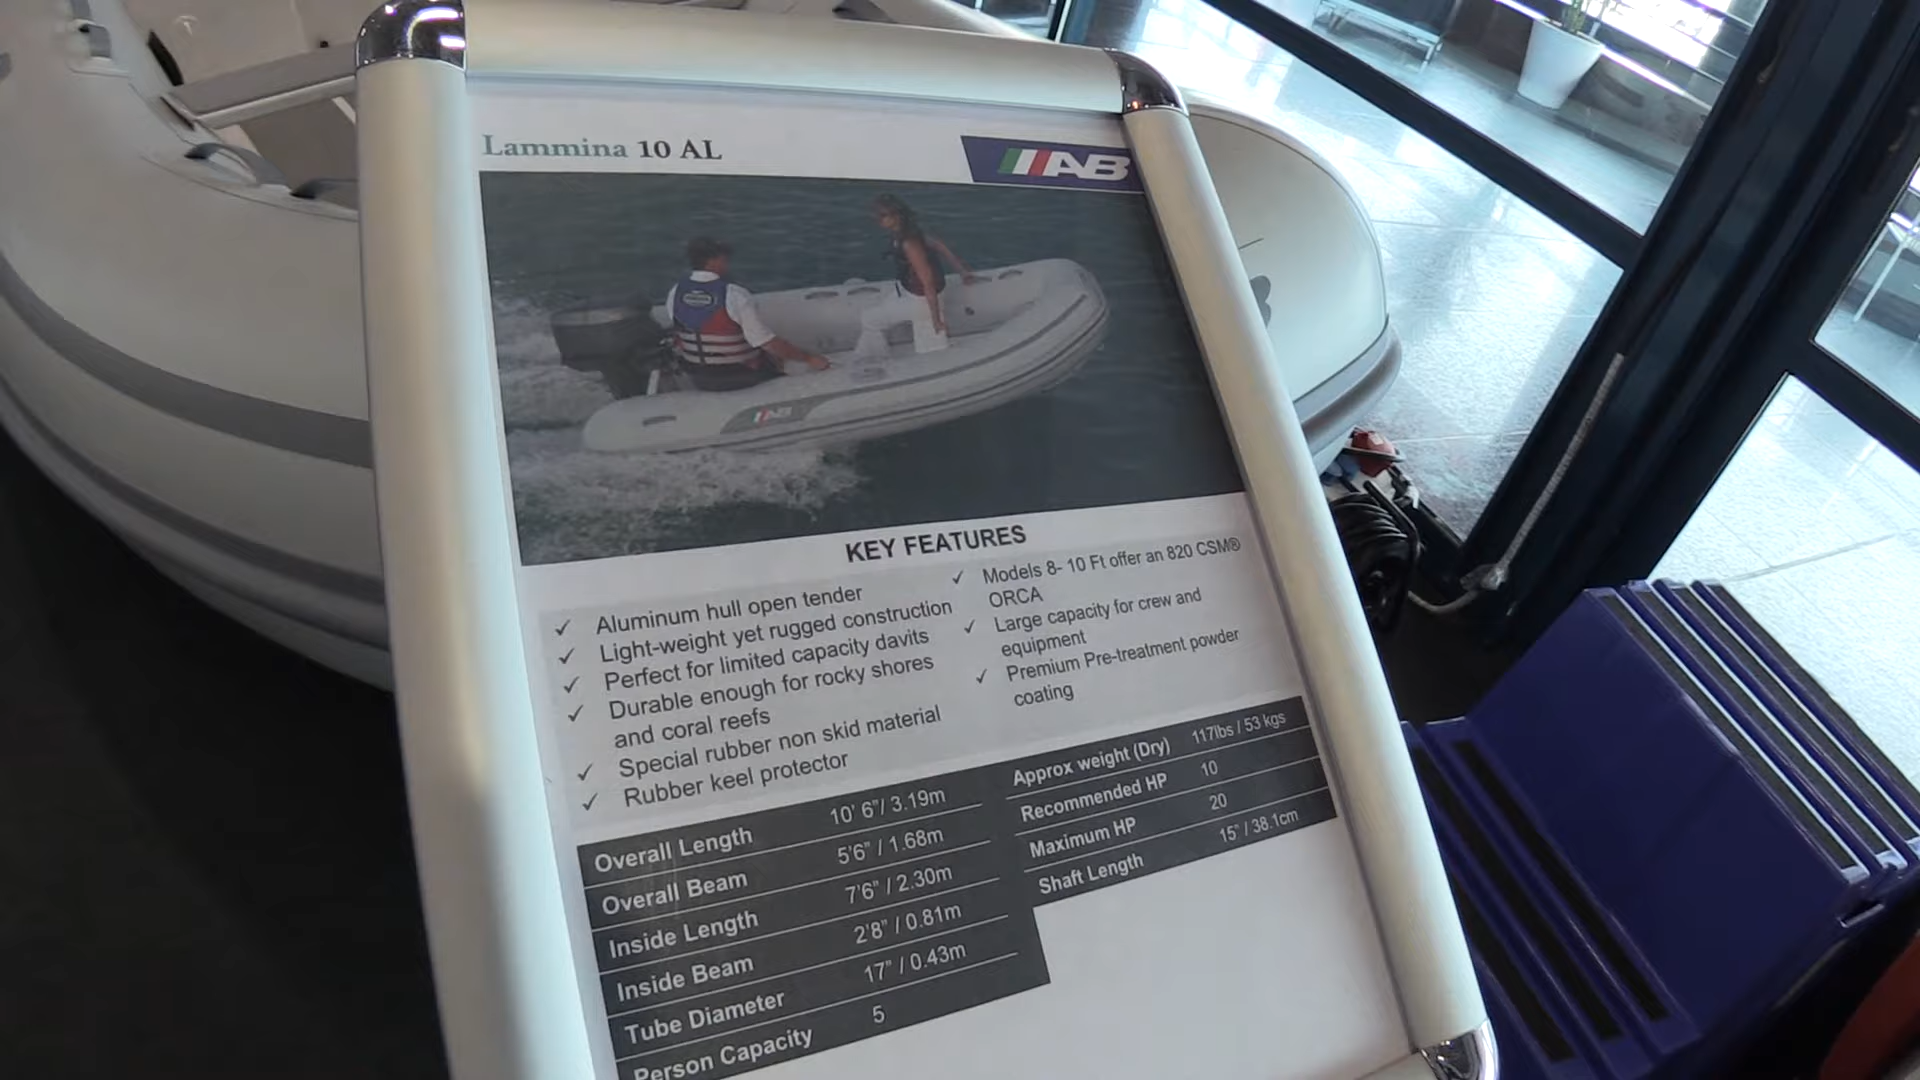 Lammina 10 AL
AB
AB
KEY FEATURES
✓ Aluminum hull open tender
✓ Light-weight yet rugged construction
✓ Perfect for limited capacity davits
✓ Durable enough for rocky shores
and coral reefs
✓ Special rubber non skid material
✓ Rubber keel protector
✓ Models 8- 10 Ft offer an 820 CSM®
ORCA
✓ Large capacity for crew and
equipment
✓ Premium Pre-treatment powder
coating
Overall Length 10' 6"/ 3.19m
Overall Beam 5'6" / 1.68m
Inside Length 7'6" / 2.30m
Inside Beam 2'8" / 0.81m
Tube Diameter 17" / 0.43m
Person Capacity 5
Approx weight (Dry) 117lbs / 53 kgs
Recommended HP 10
Maximum HP 20
Shaft Length 15" / 38.1cm